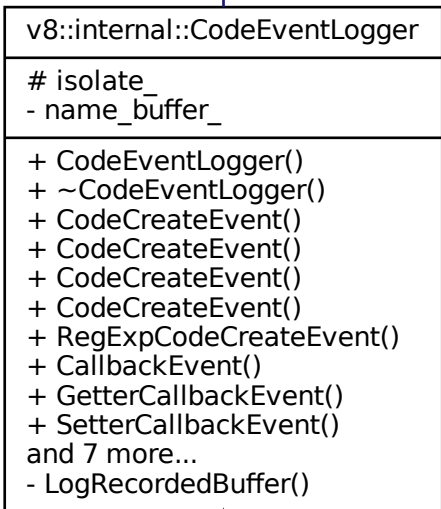 v8::internal::CodeEventLogger
# isolate_
- name_buffer_
+ CodeEventLogger()
+ ~CodeEventLogger()
+ CodeCreateEvent()
+ CodeCreateEvent()
+ CodeCreateEvent()
+ CodeCreateEvent()
+ RegExpCodeCreateEvent()
+ CallbackEvent()
+ GetterCallbackEvent()
+ SetterCallbackEvent()
and 7 more...
- LogRecordedBuffer()